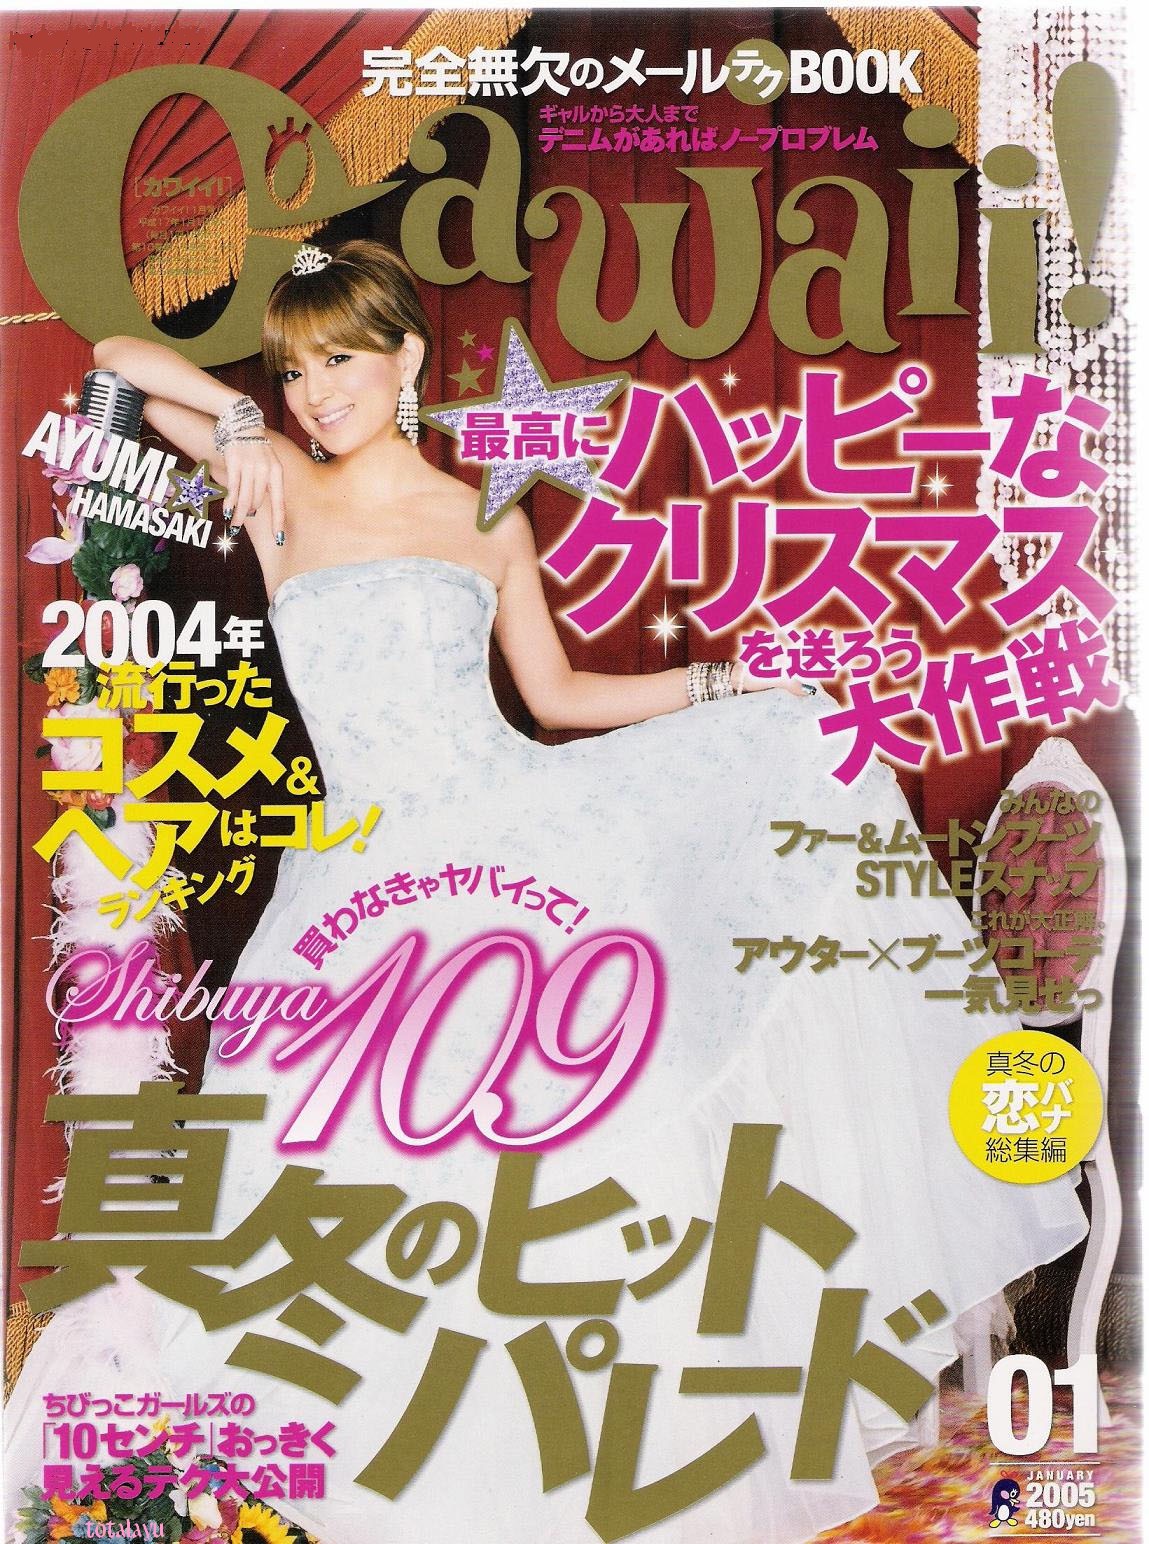 完全無欠のメールテクBOOK
ギャルから大人まで
デニムがあればノープロブレム
Cawaii!
[カワイイ!]
AYUMI
HAMASAKI
最高にハッピーな
クリスマス
を送ろう
大作戦
2004年
流行った
コスメ&
ヘアはコレ!
ランキング
みんなの
ファー&ムートンブーツ
STYLEスナップ
これが大正解。
アウター×ブーツコーデ
一気見せっ
買わなきゃヤバイって!
Shibuya109
真冬のヒット
パレード
真冬の
恋バナ
総集編
ちびっこガールズの
「10センチ」おっきく
見えるテク大公開
01
JANUARY
2005
480yen
totalayu